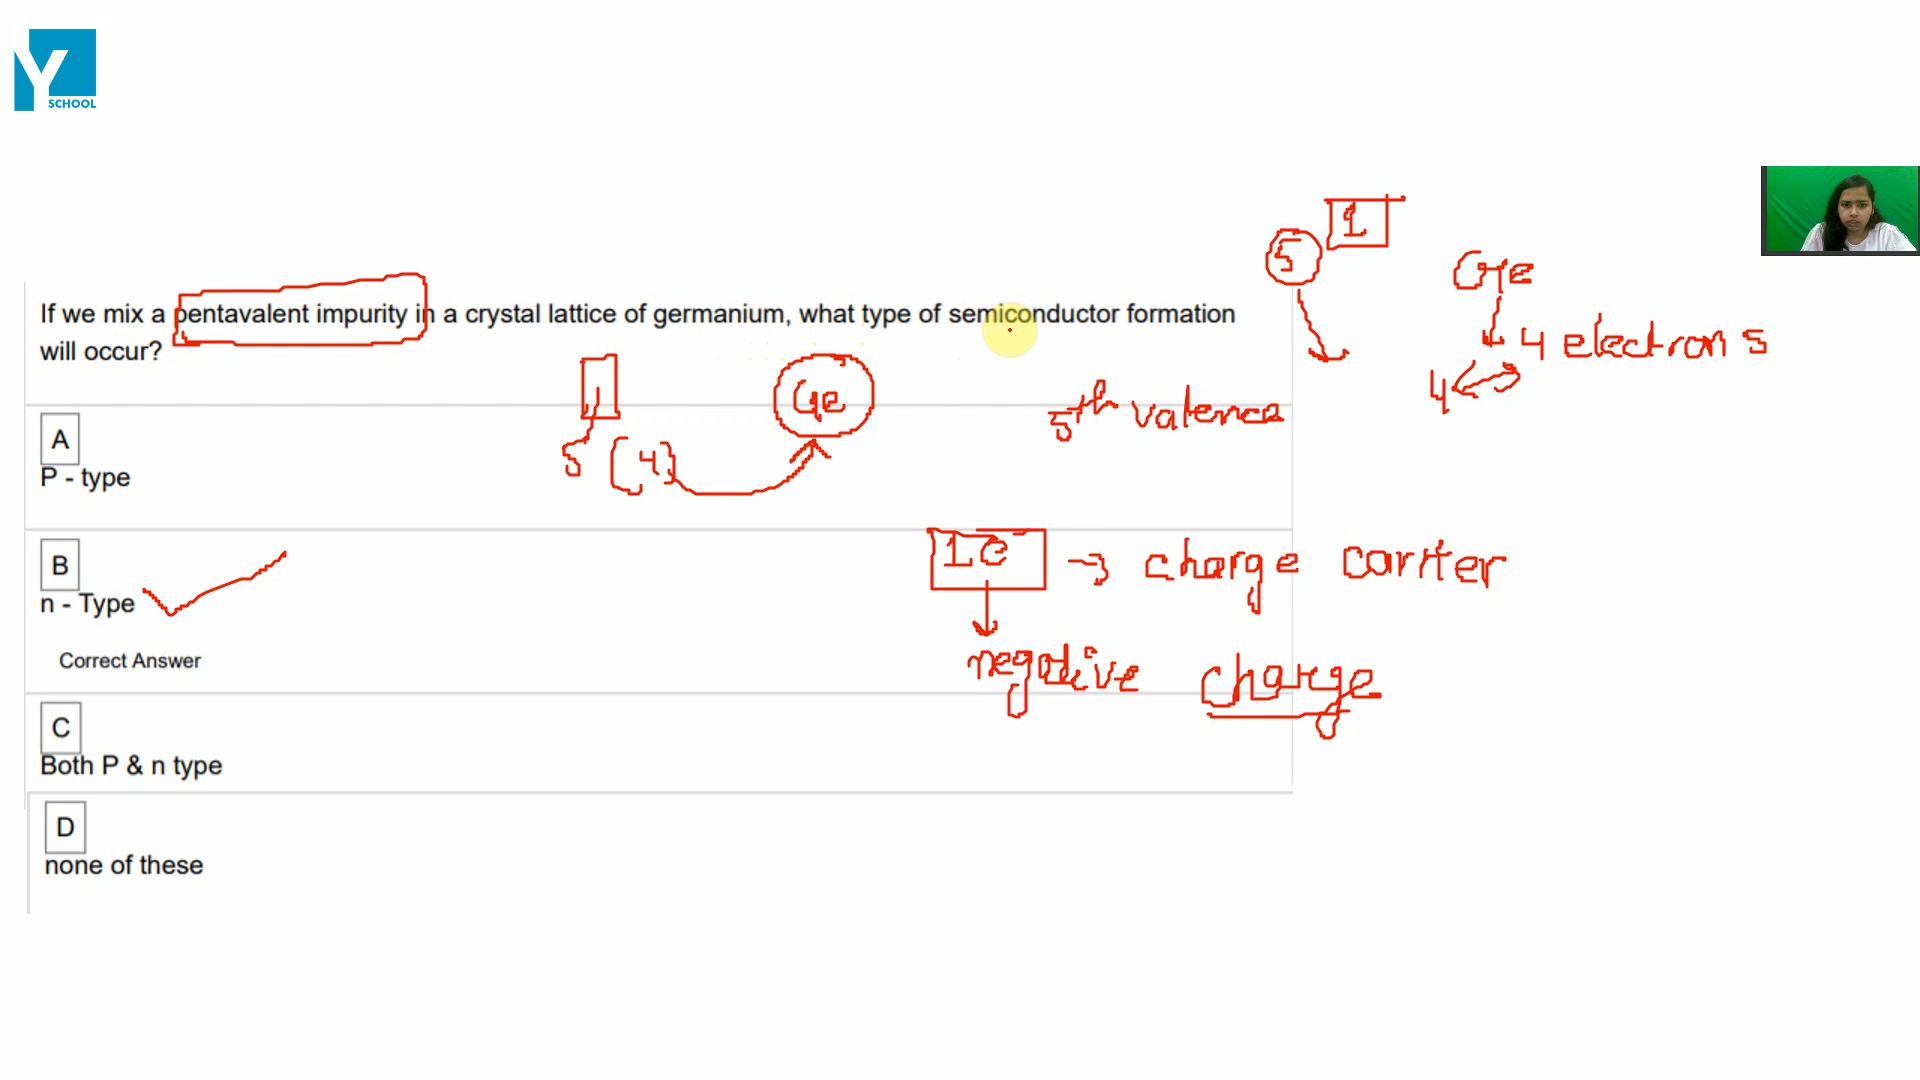 Y
SCHOOL
If we mix a pentavalent impurity in a crystal lattice of germanium, what type of semiconductor formation
will occur?
5
1
Ge
4 electrons
4
Ge
5 (4)
5th valence
A
P - type
B
n - Type
Correct Answer
1e → charge carrier
negative charge
C
Both P & n type
D
none of these